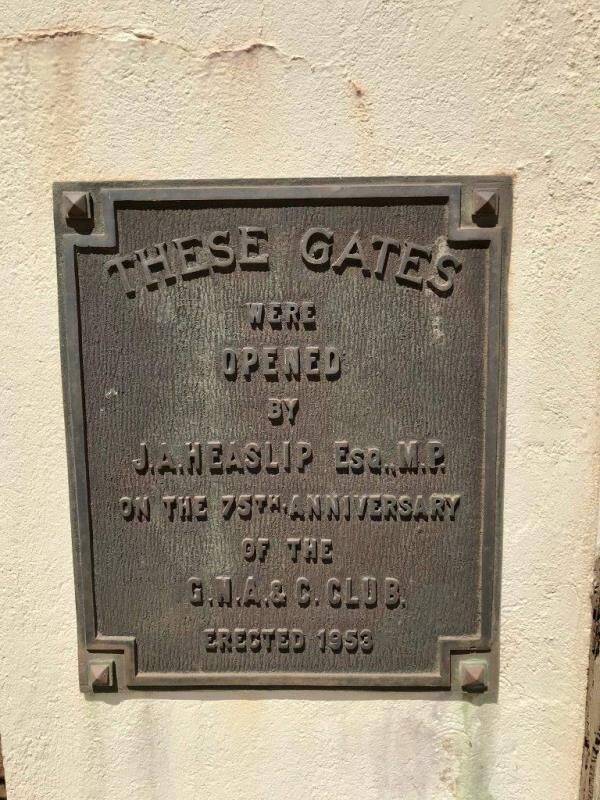 THESE GATES
WERE
OPENED
BY
J.A.HEASLIP ESQ., M.P.
ON THE 75TH. ANNIVERSARY
OF THE
G.N.A. & C. CLUB.
ERECTED 1953